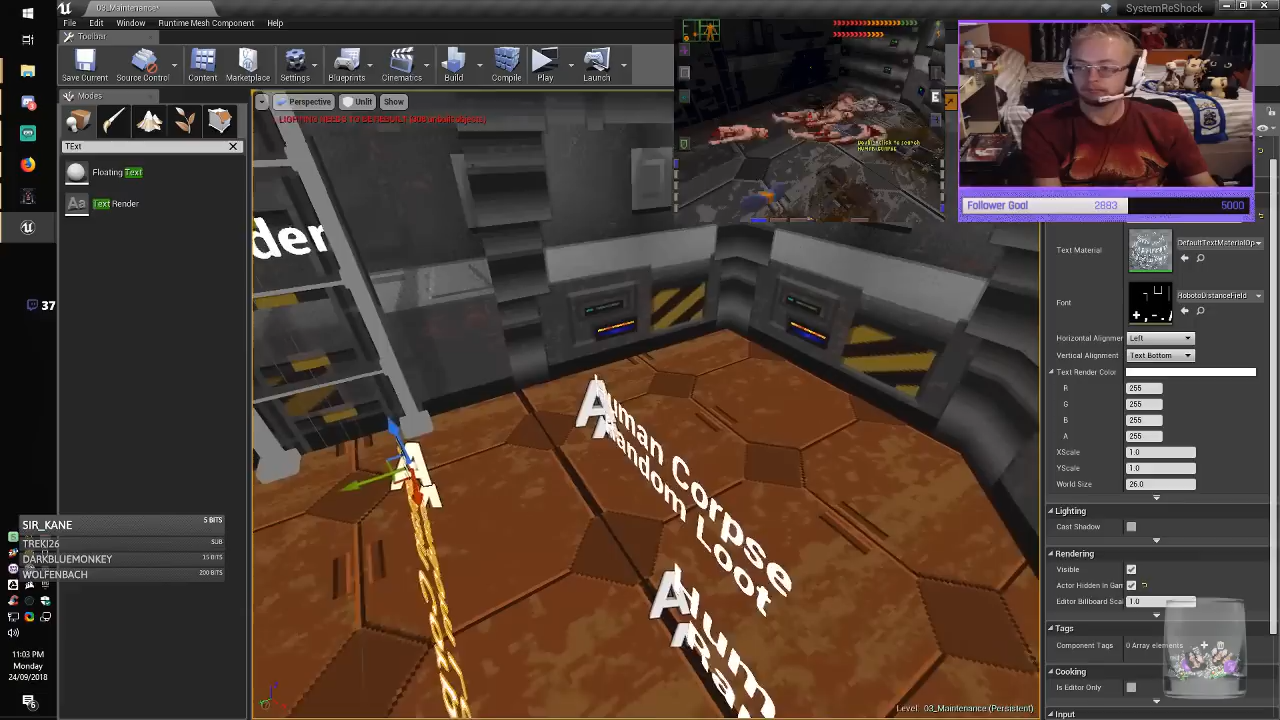 03_Maintenance*
SystemReShock
File Edit Window Runtime Mesh Component Help
Toolbar
Save Current
Source Control
Content
Marketplace
Settings
Blueprints
Cinematics
Build
Compile
Play
Launch
Modes
TExt
Floating Text
Aa Text Render
Perspective
Unlit
Show
Follower Goal 2883 5000
der
Human Corpse
Random Loot
Text Material
DefaultTextMaterialOp
Font
RobotoDistanceField
Horizontal Alignmer Left
Vertical Alignment Text Bottom
Text Render Color
R 255
G 255
B 255
A 255
XScale 1.0
YScale 1.0
World Size 26.0
Lighting
Cast Shadow
Rendering
Visible
Actor Hidden in Gam
Editor Billboard Scal 1.0
Tags
Component Tags 0 Array elements
Cooking
Is Editor Only
Input
37
SIR_KANE 5 BITS
TREKI26 SUB
DARKBLUEMONKEY 15 BITS
WOLFENBACH 200 BITS
11:03 PM
Monday
24/09/2018
Level: 03_Maintenance (Persistent)